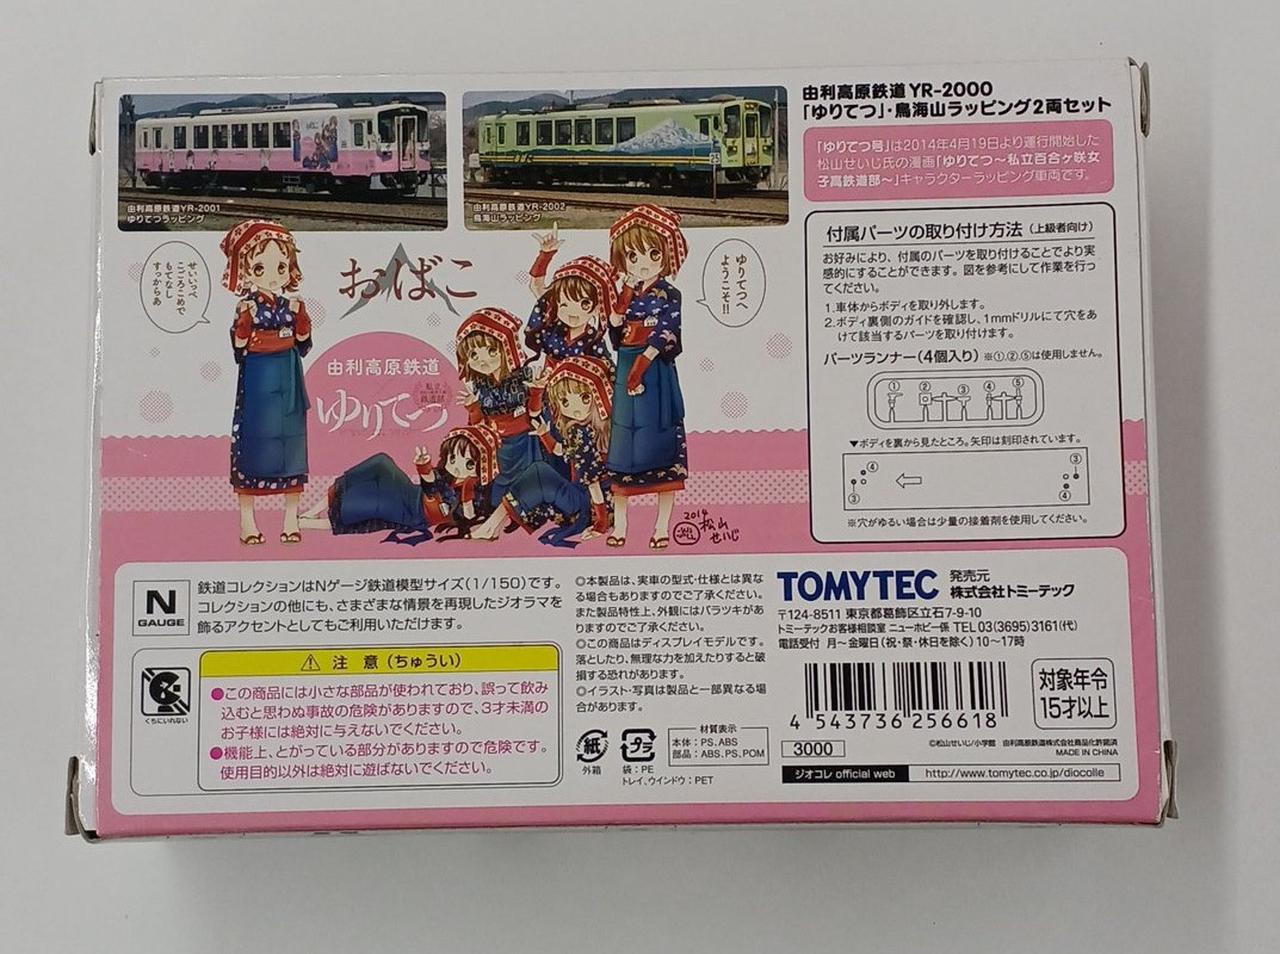 由利高原鉄道YR-2001
ゆりてつラッピング
由利高原鉄道YR-2002
鳥海山ラッピング
由利高原鉄道 YR-2000
「ゆりてつ」・鳥海山ラッピング2両セット
「ゆりてつ号」は2014年4月19日より運行開始した
松山せいじ氏の漫画「ゆりてつ〜私立百合ヶ咲女
子高鉄道部〜」キャラクターラッピング車両です。
せいいっぺ
こごろこめで
もてなし
すっからあ
おばこ
ゆりてつへ
ようこそ!!
由利高原鉄道
ゆりてつ
私立
鉄道部
2014
松山
せいじ
付属パーツの取り付け方法（上級者向け）
お好みにより、付属のパーツを取り付けることでより実
感的にすることができます。図を参考にして作業を行っ
てください。
1.車体からボディを取り外します。
2.ボディ裏側のガイドを確認し、1mmドリルにて穴をあ
けて該当するパーツを取り付けます。
パーツランナー（4個入り）※①、②、⑤は使用しません。
① ② ③ ④ ⑤
▼ボディを裏から見たところ。矢印は刻印されています。
④ ③
③ ④
※穴がゆるい場合は少量の接着剤を使用してください。
N
GAUGE
鉄道コレクションはNゲージ鉄道模型サイズ(1/150)です。
コレクションの他にも、さまざまな情景を再現したジオラマを
飾るアクセントとしてもご利用いただけます。
くちにいれない
⚠ 注 意（ちゅうい）
●この商品には小さな部品が使われており、誤って飲み
込むと思わぬ事故の危険がありますので、3才未満の
お子様には絶対に与えないでください。
●機能上、とがっている部分がありますので危険です。
使用目的以外は絶対に遊ばないでください。
◎本製品は、実車の型式・仕様とは異な
る場合もありますのでご了承ください。
また製品特性上、外観にはバラツキがあ
りますのでご了承ください。
◎この商品はディスプレイモデルです。
落としたり、無理な力を加えたりすると破
損する恐れがあります。
◎イラスト・写真は製品と一部異なる場
合があります。
紙
外箱
プラ
袋：PE
トレイ、ウインドウ：PET
材質表示
本体：PS、ABS
部品：ABS、PS、POM
TOMYTEC 発売元
株式会社トミーテック
〒124-8511 東京都葛飾区立石7-9-10
トミーテックお客様相談室 ニューホビー係 TEL 03(3695)3161(代)
電話受付 月〜金曜日（祝・祭・休日を除く）10〜17時
4 543736 256618
対象年令
15才以上
3000
©松山せいじ/小学館 由利高原鉄道株式会社商品化許諾済
MADE IN CHINA
ジオコレ official web http://www.tomytec.co.jp/diocolle